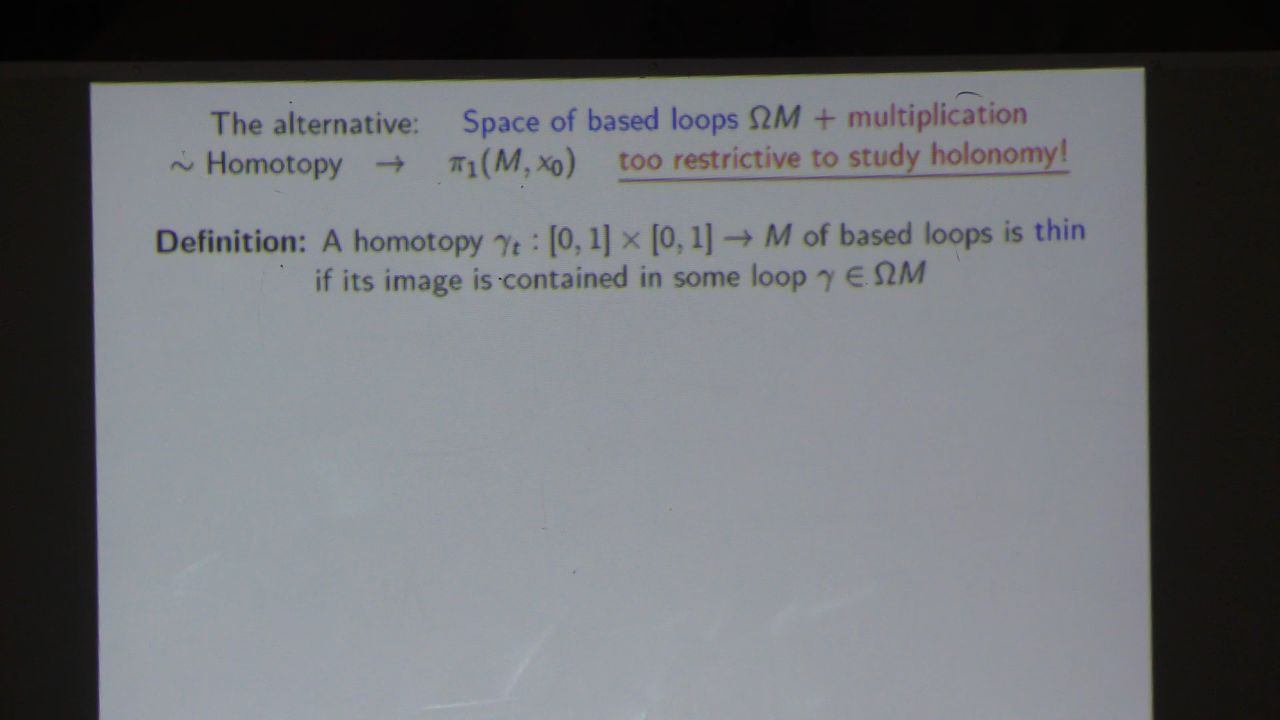 The alternative: Space of based loops ΩM + multiplication
∼ Homotopy → π₁(M, x₀) too restrictive to study holonomy!
Definition: A homotopy γₜ : [0, 1] × [0, 1] → M of based loops is thin
if its image is contained in some loop γ ∈ ΩM